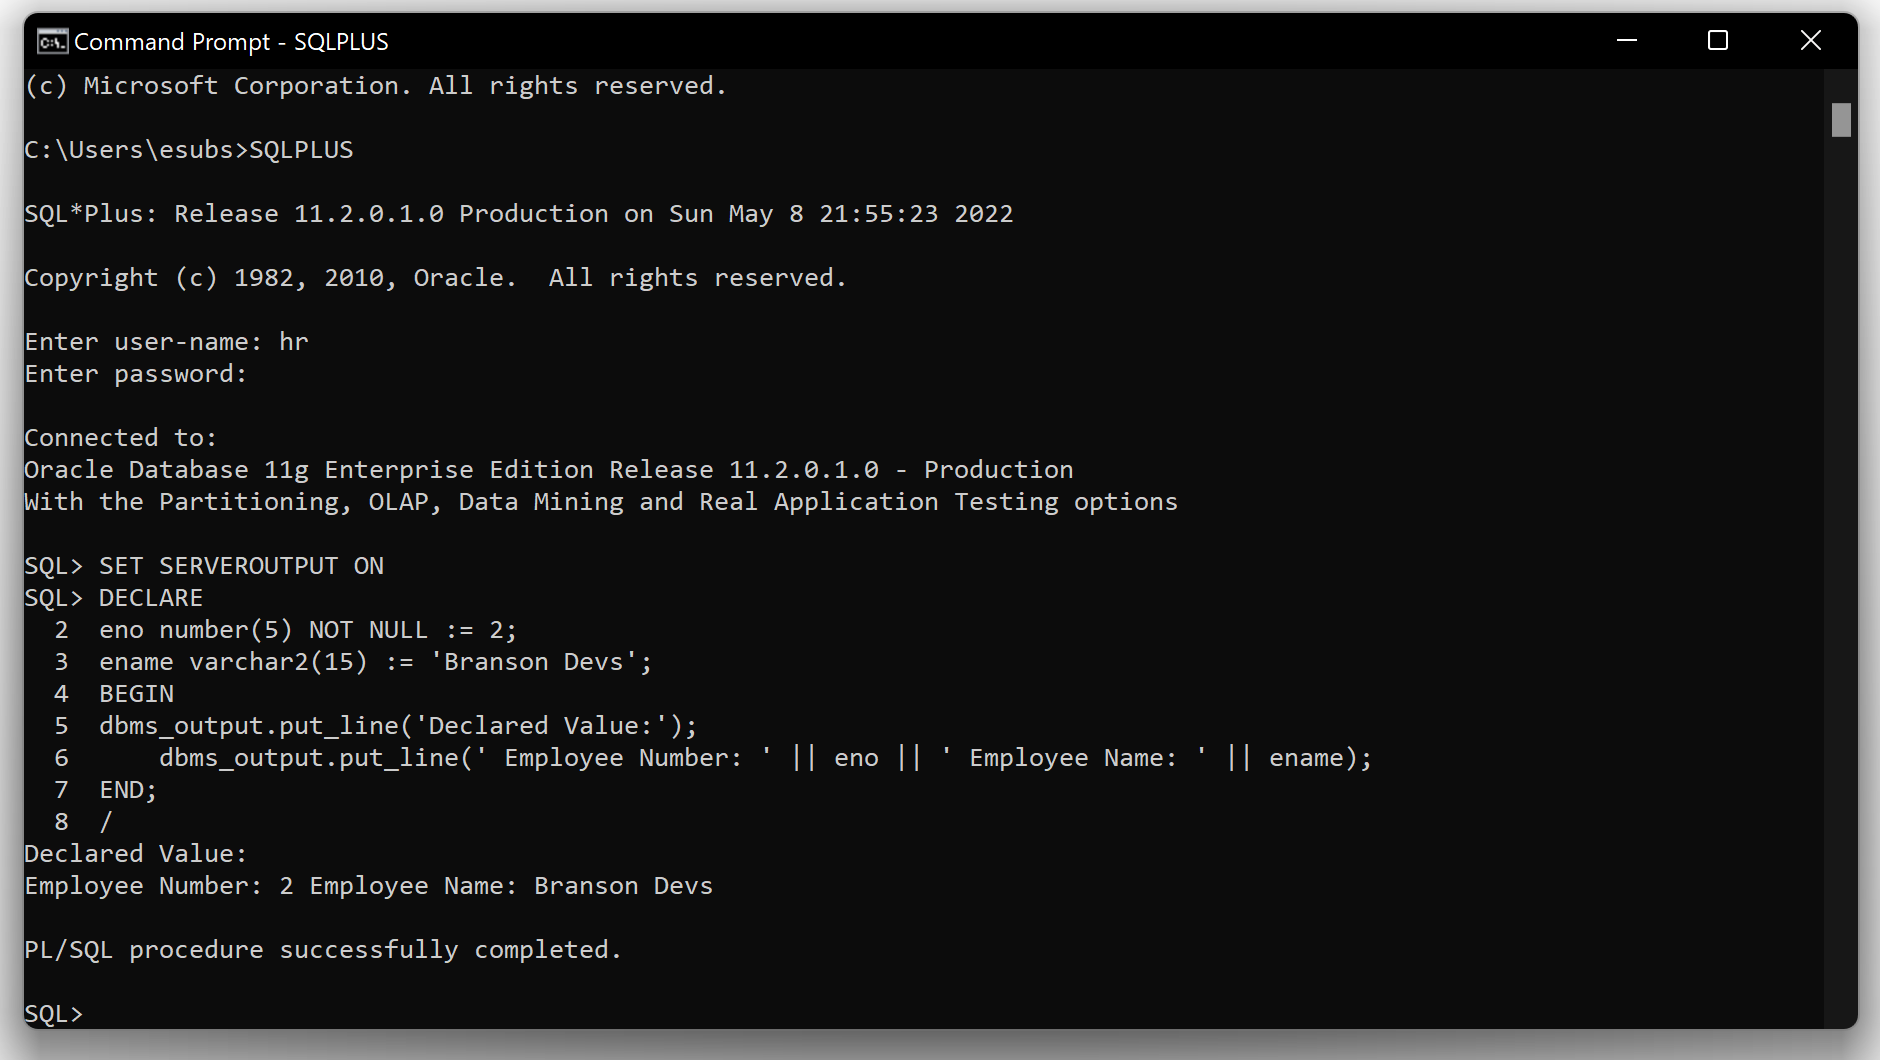 Command Prompt - SQLPLUS
(c) Microsoft Corporation. All rights reserved.
C:\Users\esubs>SQLPLUS
SQL*Plus: Release 11.2.0.1.0 Production on Sun May 8 21:55:23 2022
Copyright (c) 1982, 2010, Oracle.  All rights reserved.
Enter user-name: hr
Enter password:
Connected to:
Oracle Database 11g Enterprise Edition Release 11.2.0.1.0 - Production
With the Partitioning, OLAP, Data Mining and Real Application Testing options
SQL> SET SERVEROUTPUT ON
SQL> DECLARE
  2  eno number(5) NOT NULL := 2;
  3  ename varchar2(15) := 'Branson Devs';
  4  BEGIN
  5  dbms_output.put_line('Declared Value:');
  6      dbms_output.put_line(' Employee Number: ' || eno || ' Employee Name: ' || ename);
  7  END;
  8  /
Declared Value:
Employee Number: 2 Employee Name: Branson Devs
PL/SQL procedure successfully completed.
SQL>